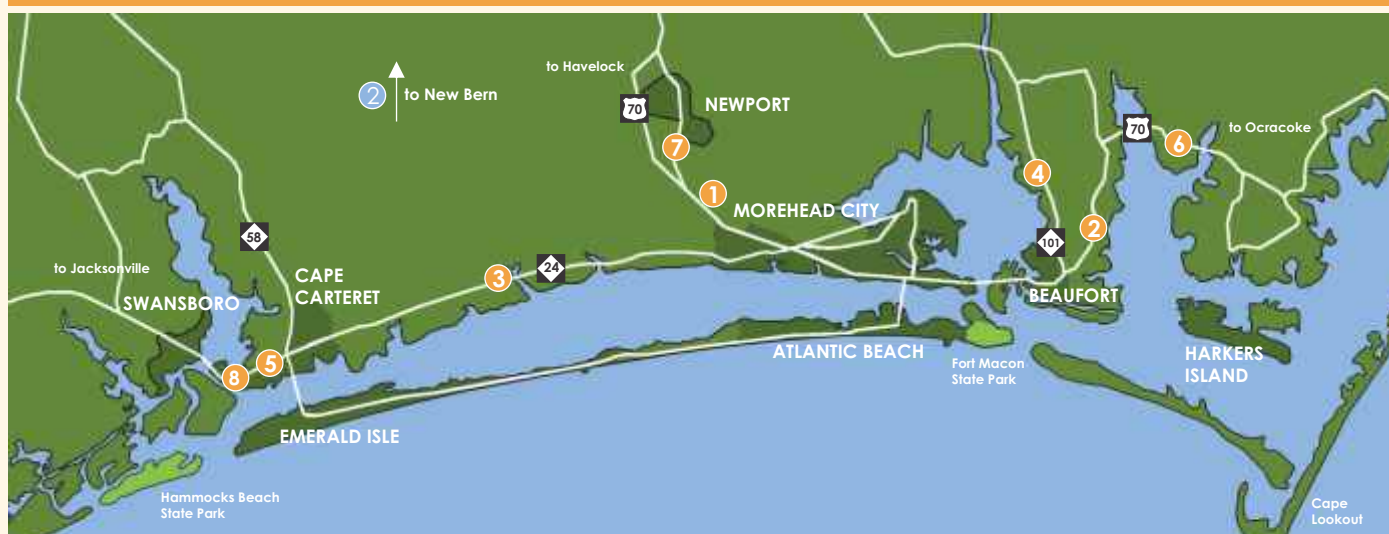 to Havelock
2
to New Bern
70
NEWPORT
70
6
to Ocracoke
7
4
1
MOREHEAD CITY
58
101
2
to Jacksonville
3
24
CAPE
CARTERET
SWANSBORO
BEAUFORT
ATLANTIC BEACH
Fort Macon
State Park
HARKERS
ISLAND
5
8
EMERALD ISLE
Hammocks Beach
State Park
Cape
Lookout